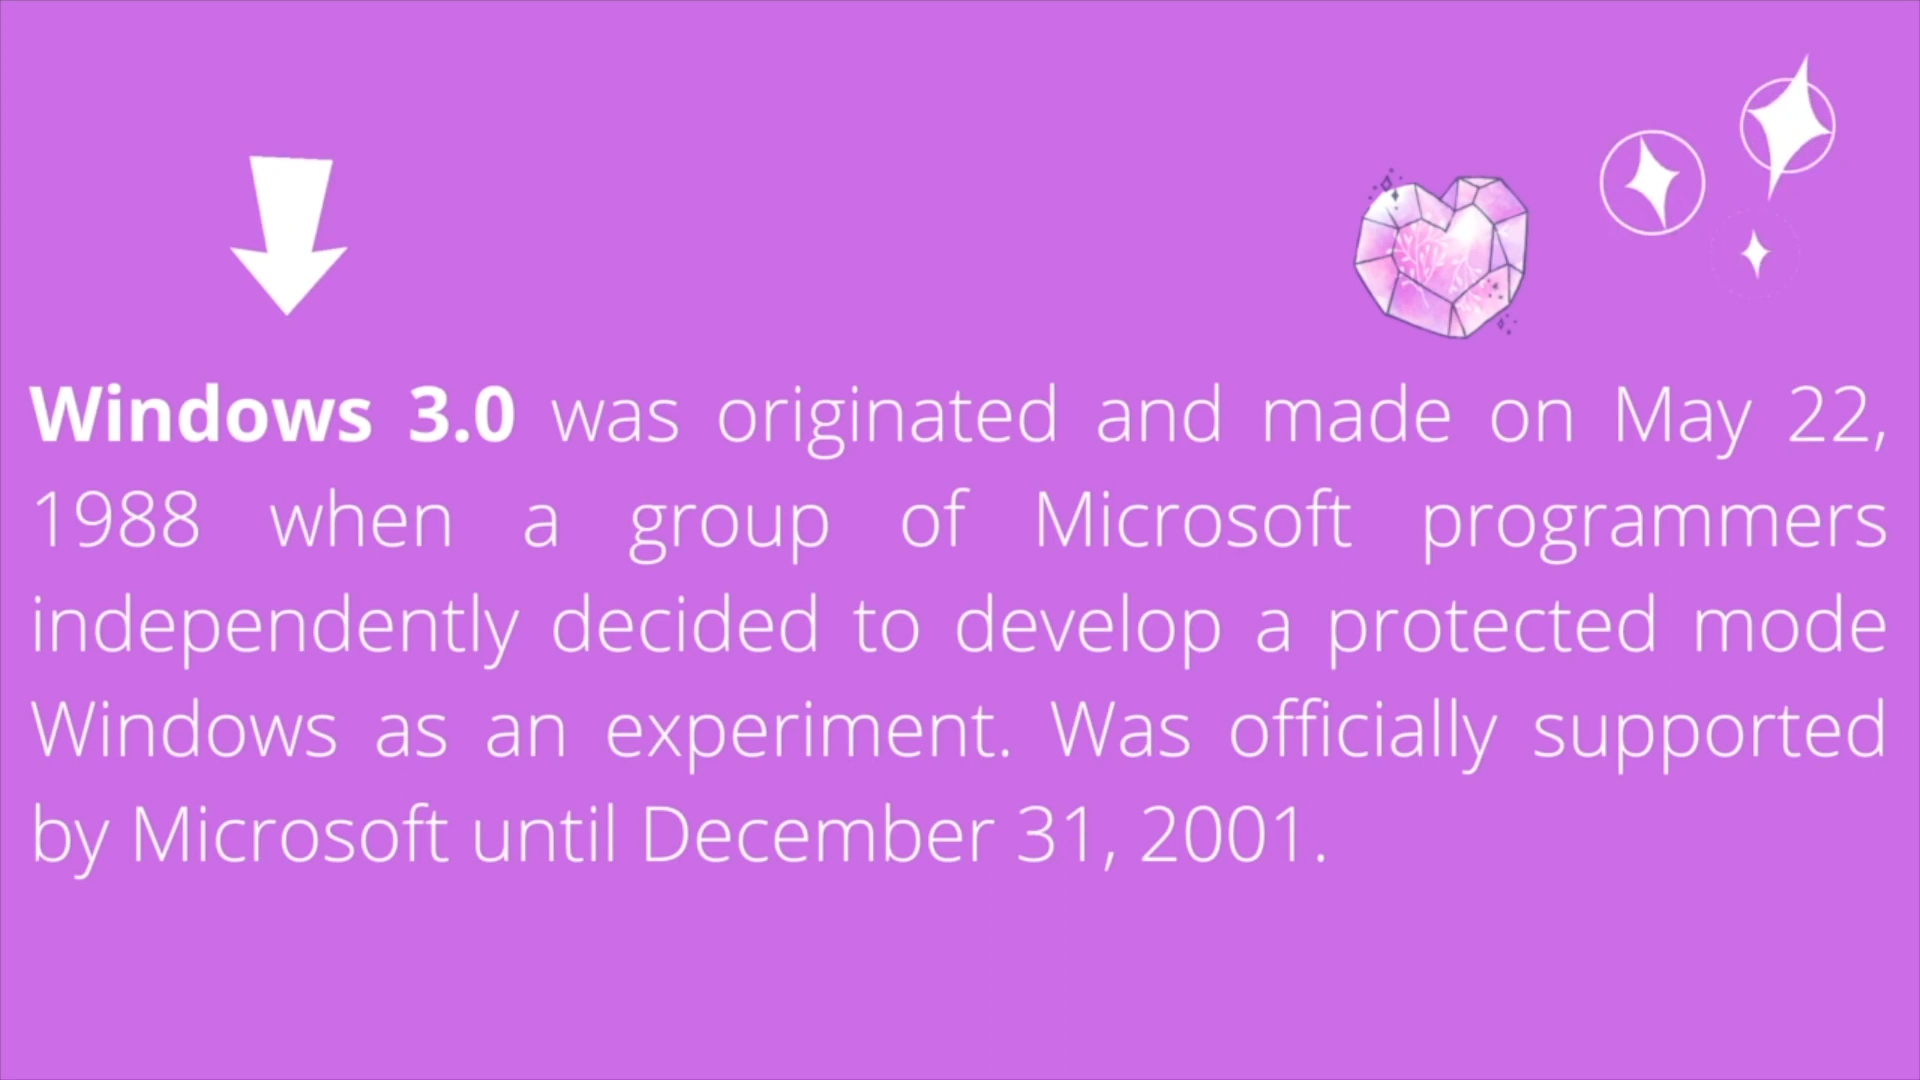 Windows 3.0 was originated and made on May 22,
1988 when a group of Microsoft programmers
independently decided to develop a protected mode
Windows as an experiment. Was officially supported
by Microsoft until December 31, 2001.